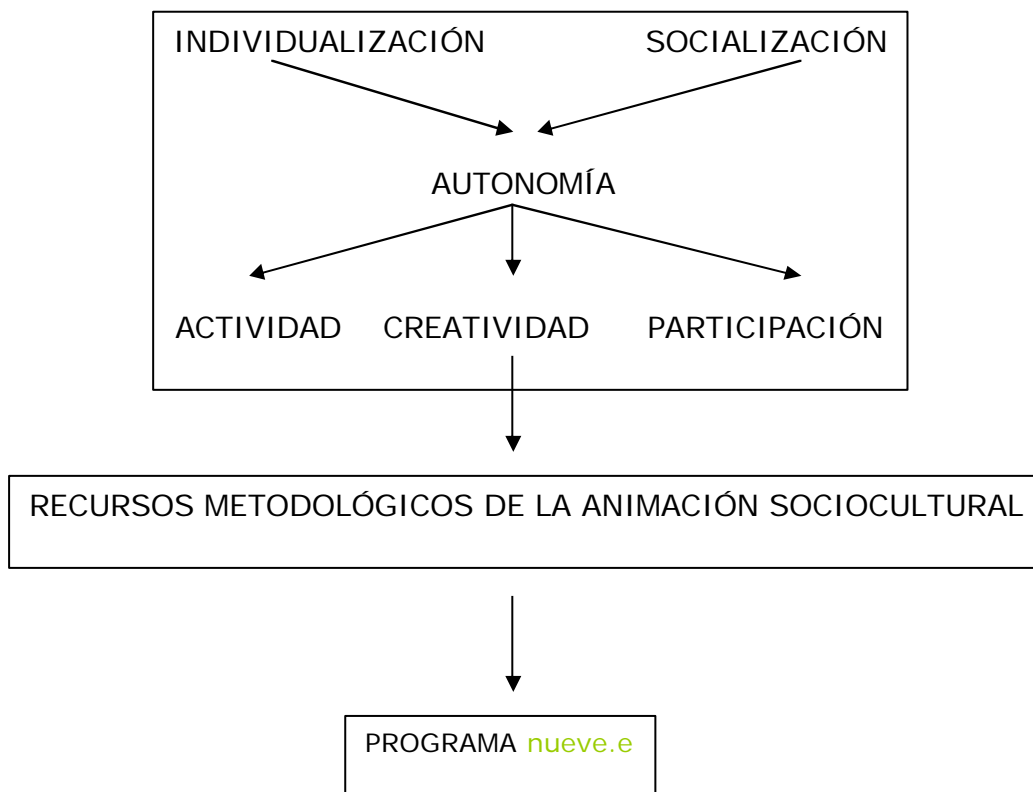 INDIVIDUALIZACIÓN SOCIALIZACIÓN
AUTONOMÍA
ACTIVIDAD CREATIVIDAD PARTICIPACIÓN
RECURSOS METODOLÓGICOS DE LA ANIMACIÓN SOCIOCULTURAL
PROGRAMA nueve.e